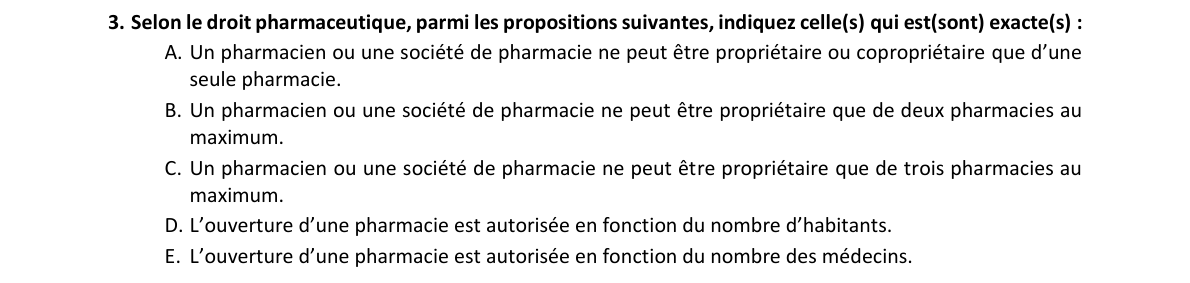 3. Selon le droit pharmaceutique, parmi les propositions suivantes, indiquez celle(s) qui est(sont) exacte(s) :
A. Un pharmacien ou une société de pharmacie ne peut être propriétaire ou copropriétaire que d’une
seule pharmacie.
B. Un pharmacien ou une société de pharmacie ne peut être propriétaire que de deux pharmacies au
maximum.
C. Un pharmacien ou une société de pharmacie ne peut être propriétaire que de trois pharmacies au
maximum.
D. L’ouverture d’une pharmacie est autorisée en fonction du nombre d’habitants.
E. L’ouverture d’une pharmacie est autorisée en fonction du nombre des médecins.